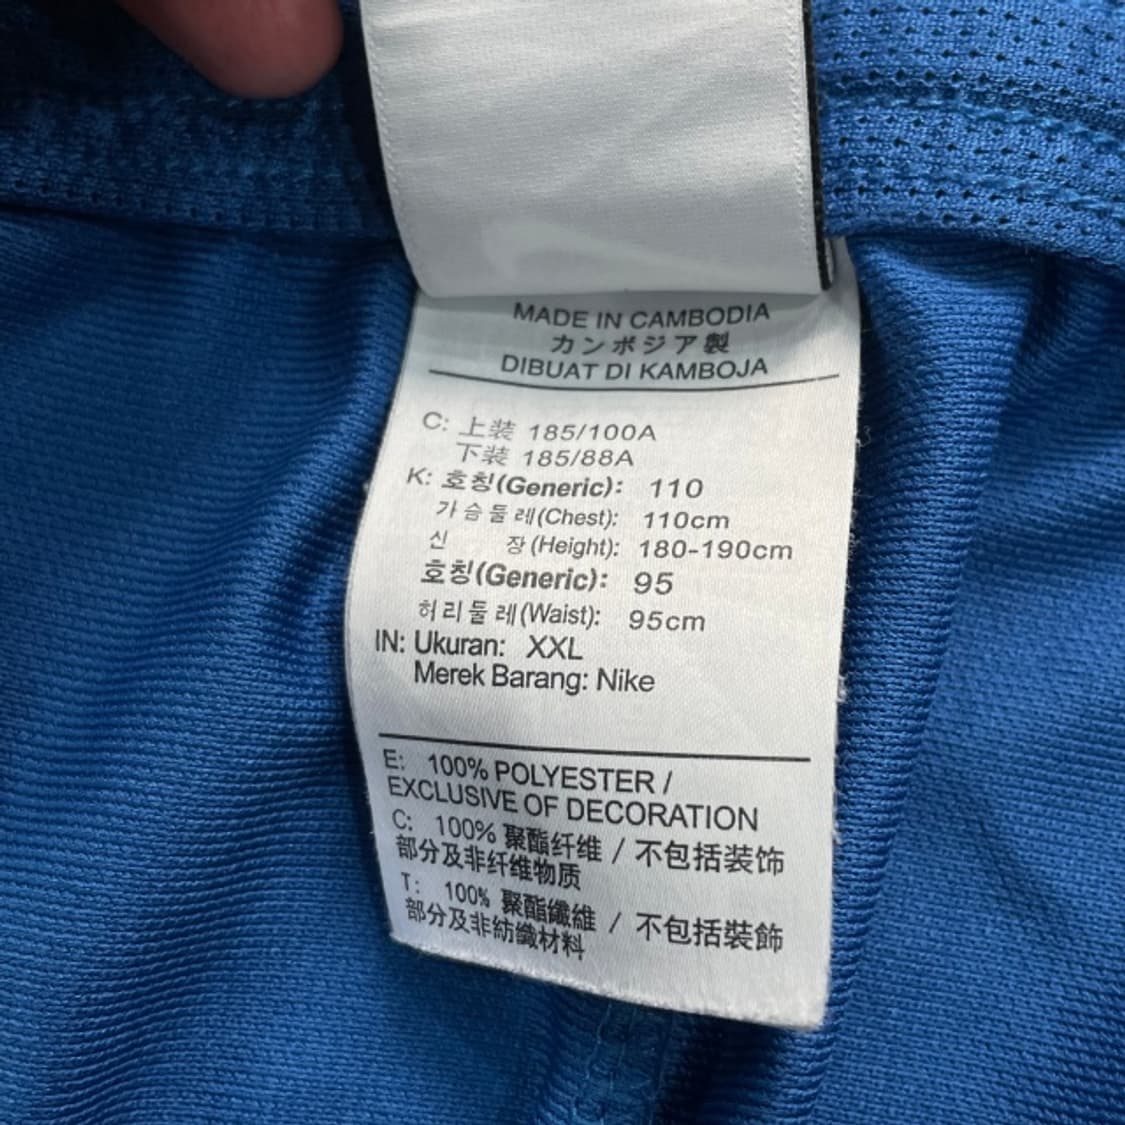 MADE IN CAMBODIA
カンボジア製
DIBUAT DI KAMBOJA
C: 上装 185/100A
下装 185/88A
K: 호칭(Generic): 110
가슴둘레(Chest): 110cm
신 장(Height): 180-190cm
호칭(Generic): 95
허리둘레(Waist): 95cm
IN: Ukuran: XXL
Merek Barang: Nike
E: 100% POLYESTER /
EXCLUSIVE OF DECORATION
C: 100% 聚酯纤维 / 不包括装饰
部分及非纤维物质
T: 100% 聚酯纖維 / 不包括裝飾
部分及非紡織材料